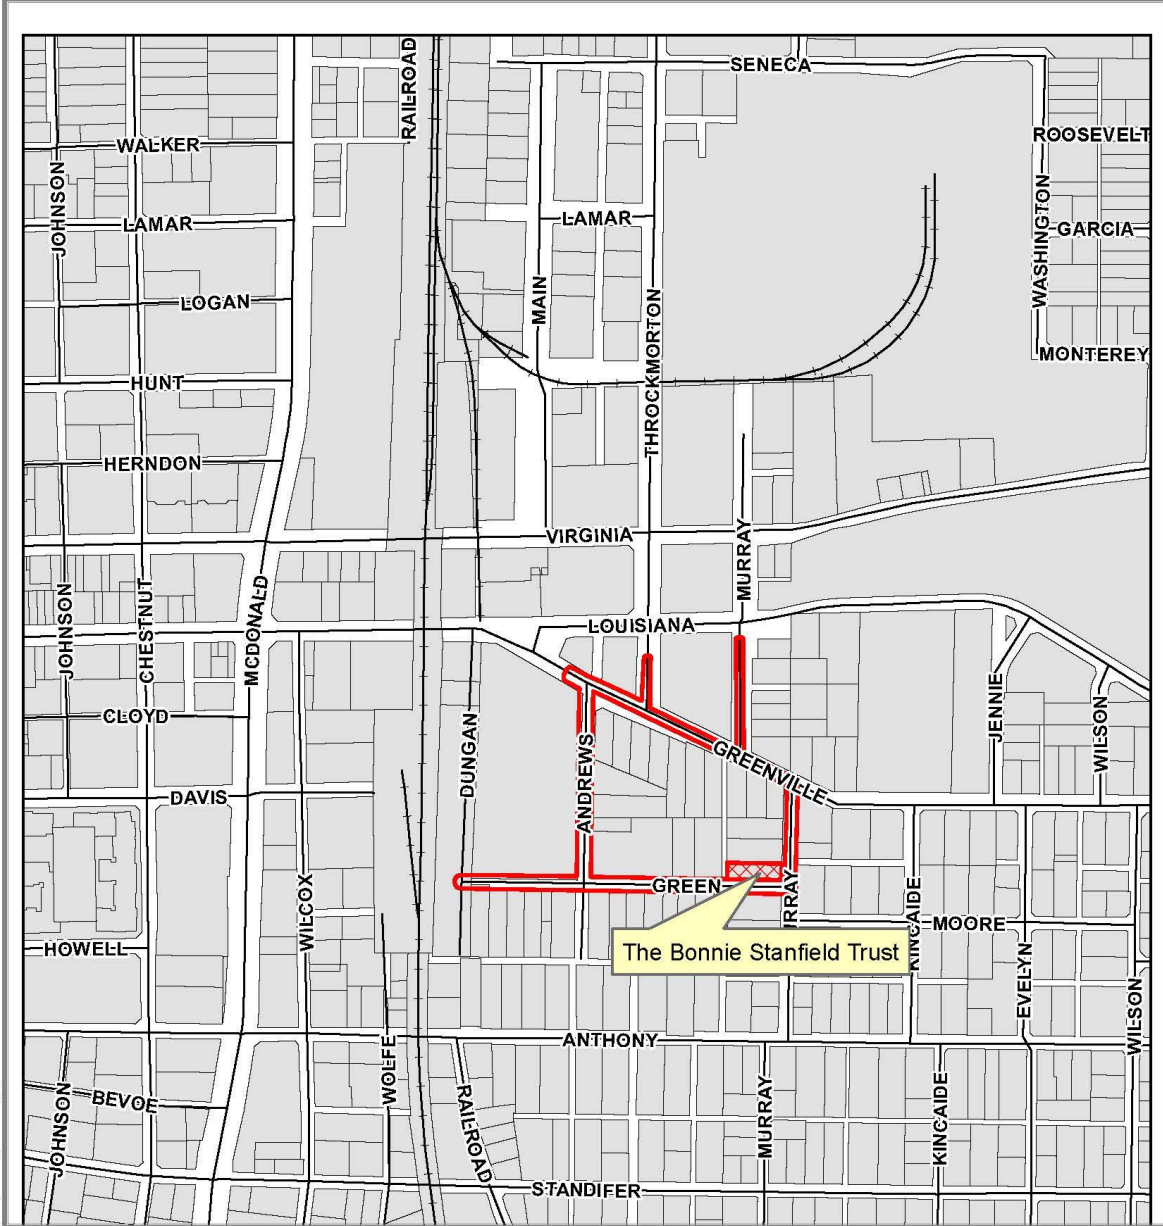 RAILROAD
SENECA
WALKER
ROOSEVELT
JOHNSON
LAMAR
LAMAR
WASHINGTON
GARCIA
LOGAN
MAIN
THROCKMORTON
MONTEREY
HUNT
HERNDON
VIRGINIA
MURRAY
JOHNSON
CHESTNUT
MCDONALD
LOUISIANA
CLOYD
DUNGAN
ANDREWS
GREENVILLE
JENNIE
WILSON
DAVIS
GREEN
URRAY
KINCAIDE
MOORE
WILCOX
HOWELL
The Bonnie Stanfield Trust
EVELYN
WILSON
ANTHONY
WOLFE
BEVOE
JOHNSON
RAILROAD
MURRAY
KINCAIDE
STANDIFER